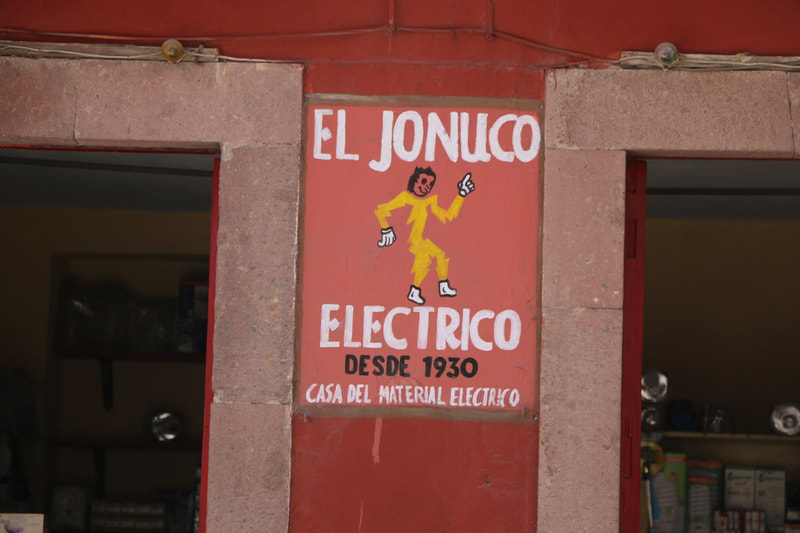 EL JONUCO
ELECTRICO
DESDE 1930
CASA DEL MATERIAL ELECTRICO